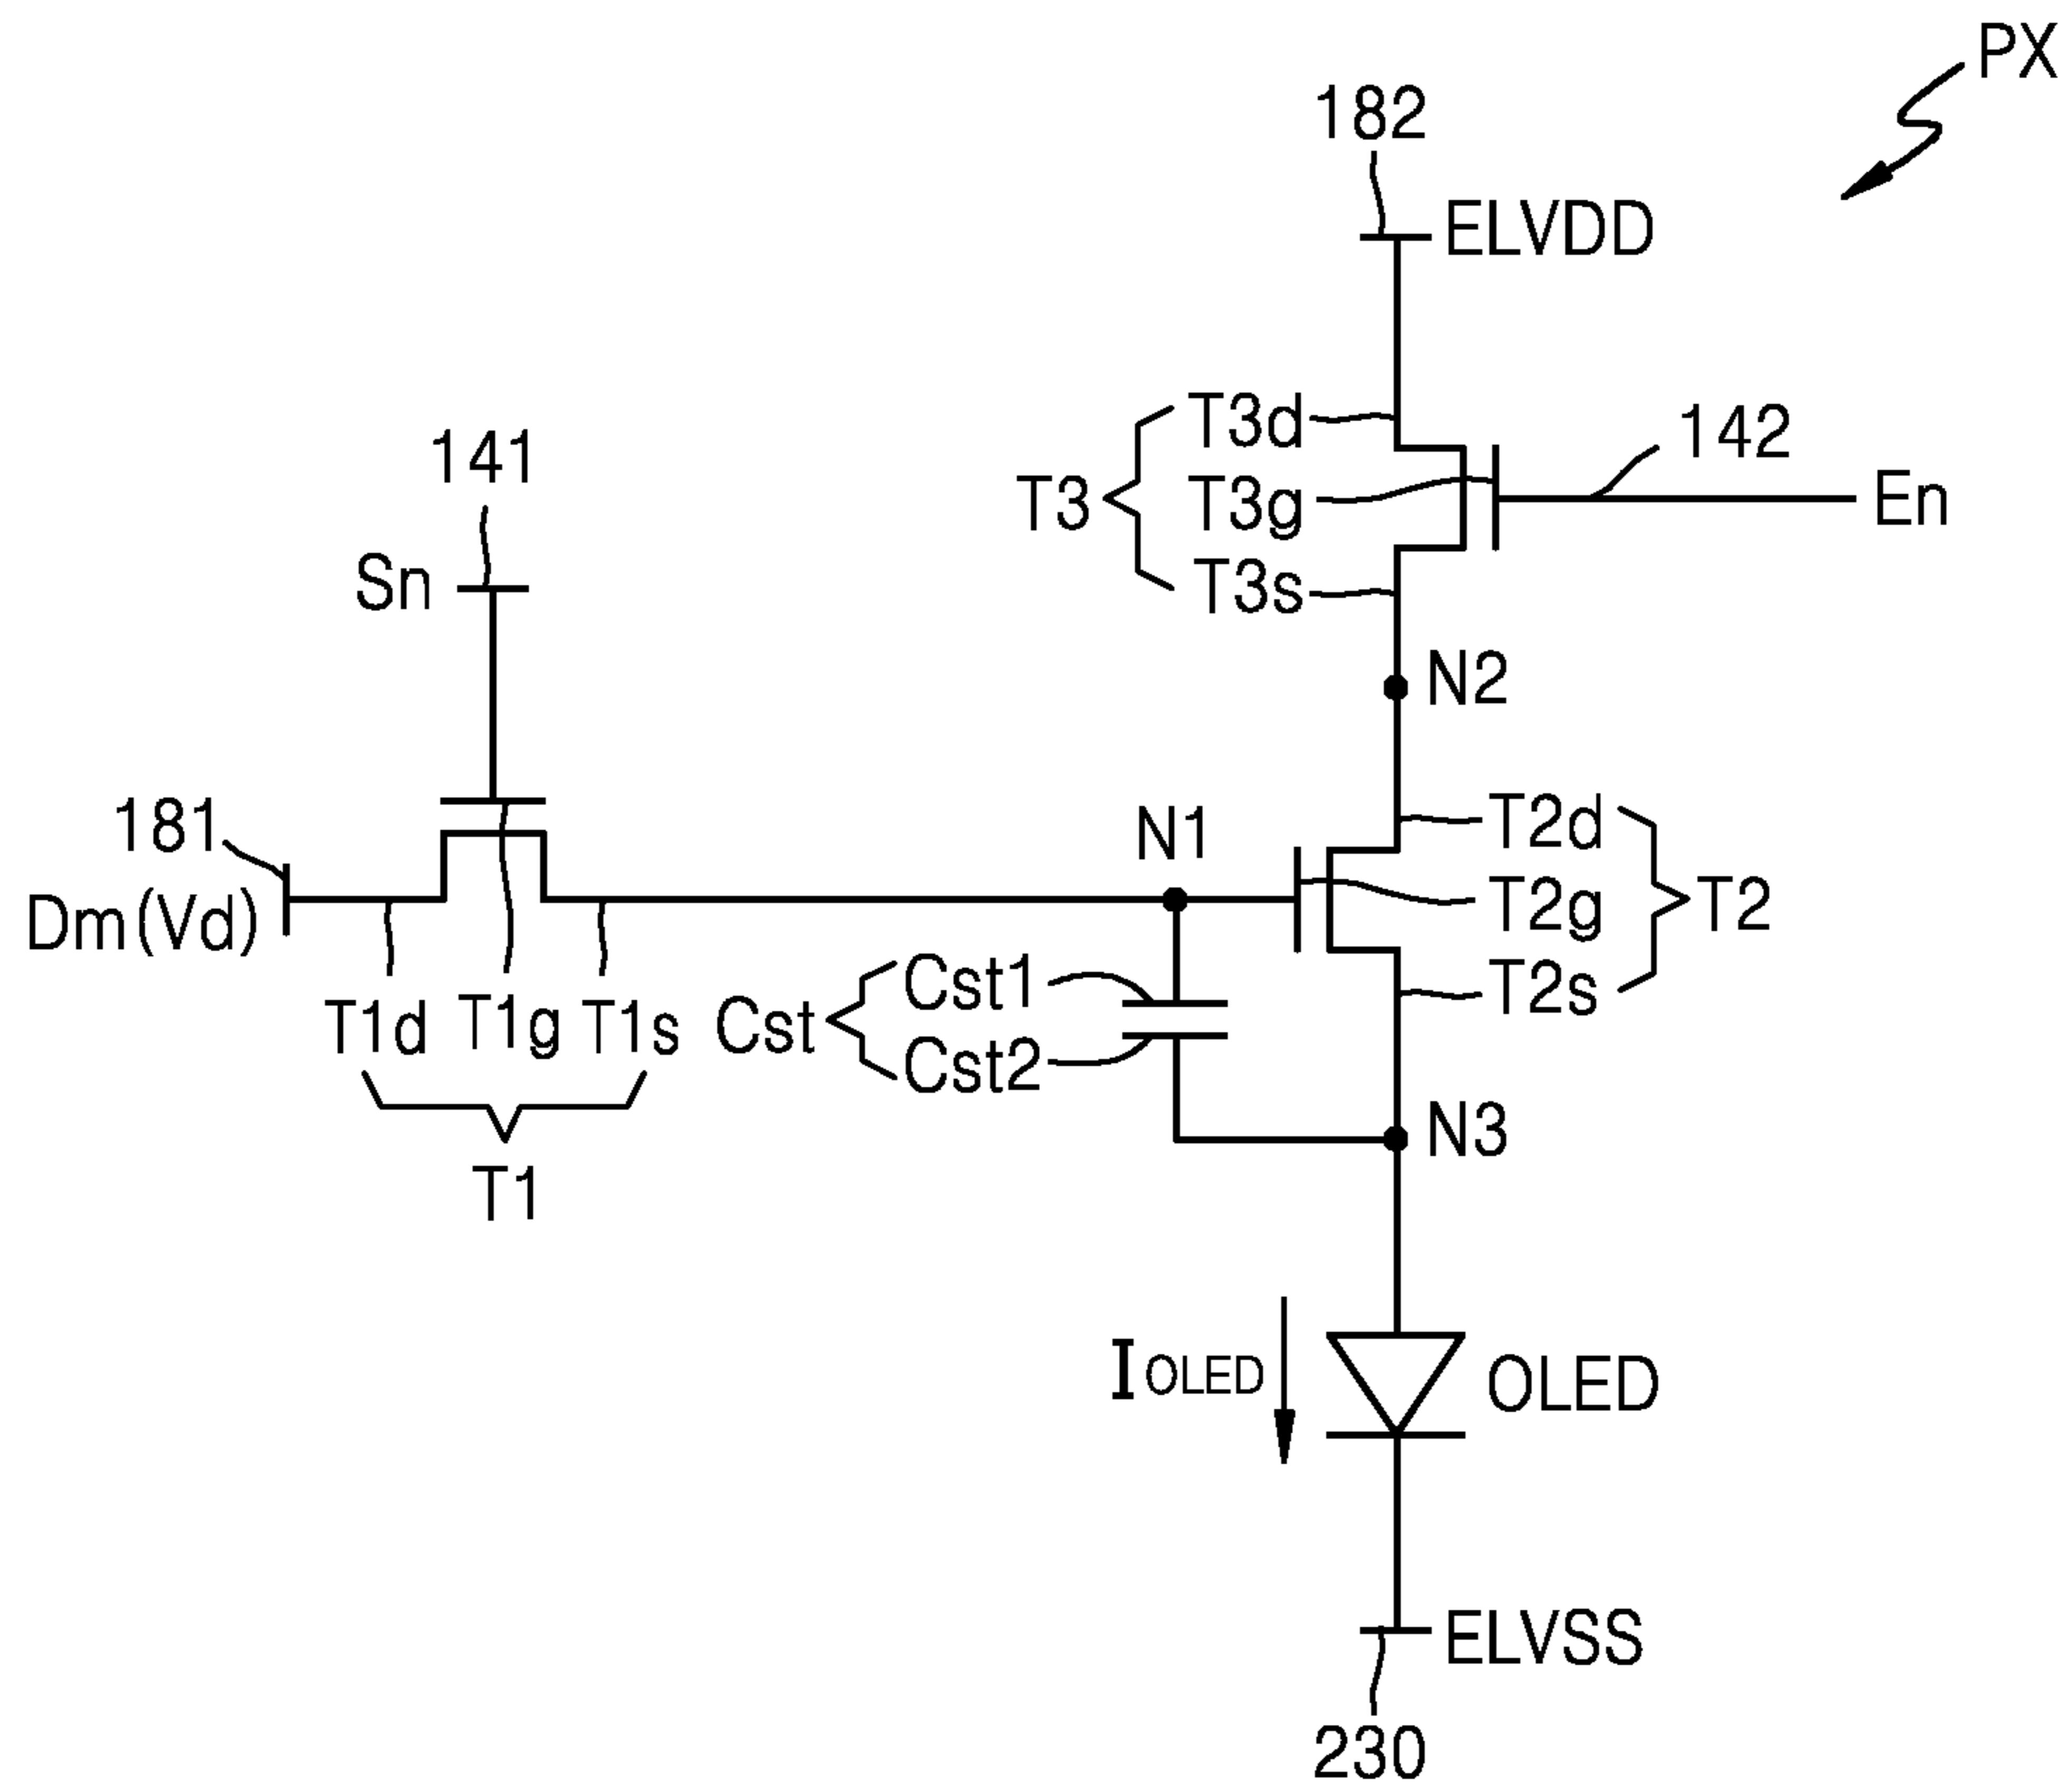 PX
182
ELVDD
T3d
T3g
T3s
T3
142
En
141
Sn
N2
181
Dm(Vd)
N1
T2d
T2g
T2s
T2
T1d T1g T1s
T1
Cst
Cst1
Cst2
N3
IOLED
OLED
ELVSS
230